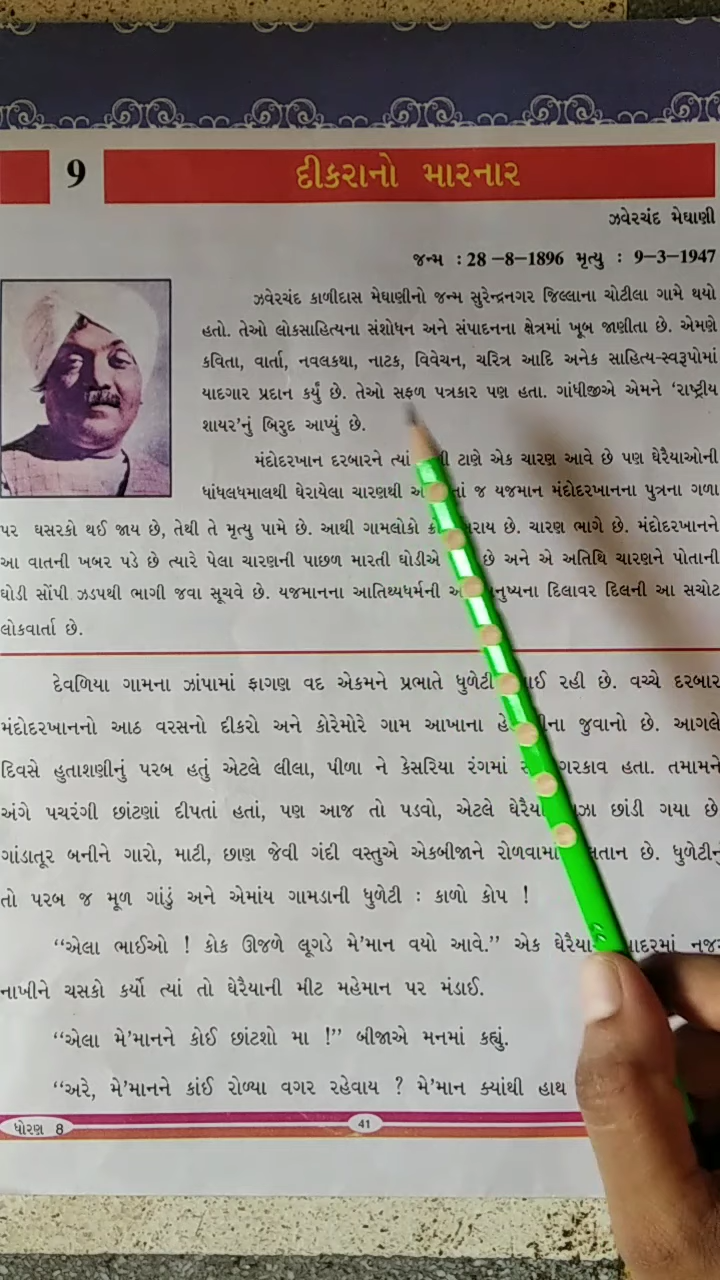 9 દીકરાનો મારનાર
ઝવેરચંદ મેઘાણી
જન્મ : 28 –8–1896 મૃત્યુ : 9–3–1947
ઝવેરચંદ કાળીદાસ મેઘાણીનો જન્મ સુરેન્દ્રનગર જિલ્લાના ચોટીલા ગામે થયો
હતો. તેઓ લોકસાહિત્યના સંશોધન અને સંપાદનના ક્ષેત્રમાં ખૂબ જાણીતા છે. એમણે
કવિતા, વાર્તા, નવલકથા, નાટક, વિવેચન, ચરિત્ર આદિ અનેક સાહિત્ય-સ્વરૂપોમાં
યાદગાર પ્રદાન કર્યું છે. તેઓ સફળ પત્રકાર પણ હતા. ગાંધીજીએ એમને ‘રાષ્ટ્રીય
શાયર’નું બિરુદ આપ્યું છે.
મંદોદરખાન દરબારને ત્યાં ટાણે એક ચારણ આવે છે પણ ઘેરૈયાઓની
ધાંધલધમાલથી ઘેરાયેલા ચારણથી જ યજમાન મંદોદરખાનના પુત્રના ગળા
પર ઘસરકો થઈ જાય છે, તેથી તે મૃત્યુ પામે છે. આથી ગામલોકો છે. ચારણ ભાગે છે. મંદોદરખાનને
આ વાતની ખબર પડે છે ત્યારે પેલા ચારણની પાછળ મારતી ઘોડીએ છે અને એ અતિથિ ચારણને પોતાની
ઘોડી સોંપી ઝડપથી ભાગી જવા સૂચવે છે. યજમાનના આતિથ્યધર્મની દિલાવર દિલની આ સચોટ
લોકવાર્તા છે.
દેવળિયા ગામના ઝાંપામાં ફાગણ વદ એકમને પ્રભાતે ધુળેટી રહી છે. વચ્ચે દરબાર
મંદોદરખાનનો આઠ વરસનો દીકરો અને કોરેમોરે ગામ આખાના જુવાનો છે. આગલે
દિવસે હુતાશણીનું પરબ હતું એટલે લીલા, પીળા ને કેસરિયા રંગમાં હતા. તમામને
અંગે પચરંગી છાંટણાં દીપતાં હતાં, પણ આજ તો પડવો, એટલે છાંડી ગયા છે
ગાંડાતૂર બનીને ગારો, માટી, છાણ જેવી ગંદી વસ્તુએ એકબીજાને રોળવામાં છે.
તો પરબ જ મૂળ ગાંડું અને એમાંય ગામડાની ધુળેટી : કાળો કોપ !
“એલા ભાઈઓ ! કોક ઊજળે લૂગડે મે’માન વયો આવે.” એક
નાખીને ચસકો કર્યો ત્યાં તો ઘેરૈયાની મીટ મહેમાન પર મંડાઈ.
“એલા મે’માનને કોઈ છાંટશો મા !” બીજાએ મનમાં કહ્યું.
“અરે, મે’માનને કાંઈ રોળ્યા વગર રહેવાય ? મે’માન ક્યાંથી હાથ
ધોરણ 8 41